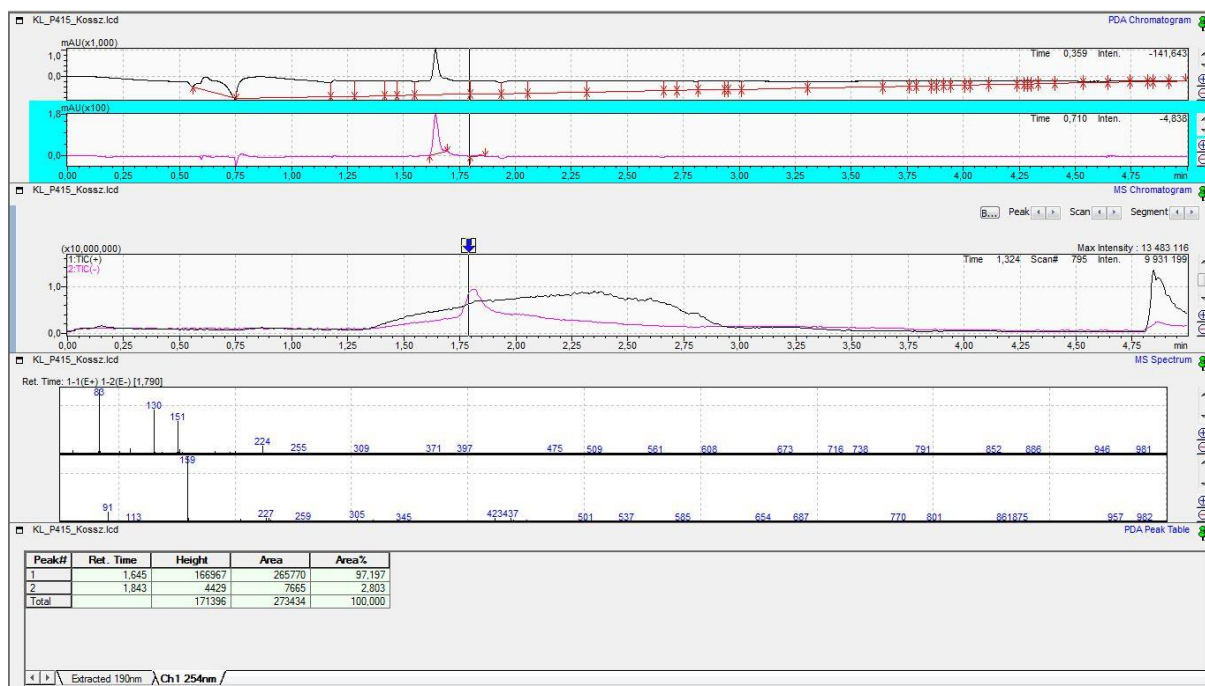 KL_P415_Kossz.lcd PDA Chromatogram
mAU(x1,000)
1,0 Time 0,359 Inten. -141,643
0,0
mAU(x100)
1,8 Time 0,710 Inten. -4,838
0,0
0,00 0,25 0,50 0,75 1,00 1,25 1,50 1,75 2,00 2,25 2,50 2,75 3,00 3,25 3,50 3,75 4,00 4,25 4,50 4,75 min
KL_P415_Kossz.lcd MS Chromatogram
B... Peak Scan Segment
(x10,000,000) Max Intensity : 13 483 116
1:TIC(+) Time 1,324 Scan# 795 Inten. 9 931 199
2:TIC(-)
1,0
0,0
0,00 0,25 0,50 0,75 1,00 1,25 1,50 1,75 2,00 2,25 2,50 2,75 3,00 3,25 3,50 3,75 4,00 4,25 4,50 4,75 min
KL_P415_Kossz.lcd MS Spectrum
Ret. Time: 1-1(E+) 1-2(E-) [1,790]
83
130
151
224 255 309 371 397 475 509 561 608 673 716 738 791 852 886 946 981
159
91 113 227 259 305 345 423437 501 537 585 654 687 770 801 861875 957 982
KL_P415_Kossz.lcd PDA Peak Table
Peak# Ret. Time Height Area Area%
1 1,645 166967 265770 97,197
2 1,843 4429 7665 2,803
Total 171396 273434 100,000
Extracted 190nm Ch1 254nm